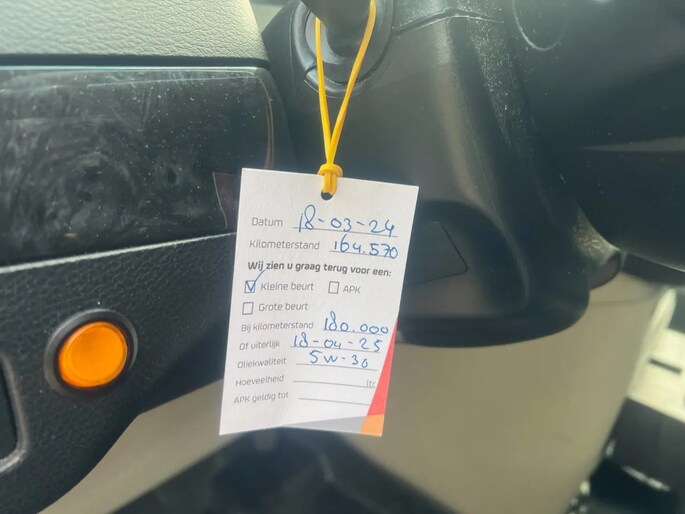 Datum 18-03-24
Kilometerstand 164.570
Wij zien u graag terug voor een:
Kleine beurt APK
Grote beurt
Bij kilometerstand 180.000
Of uiterlijk 18-04-25
Oliekwaliteit 5W-30
Hoeveelheid ltr
APK geldig tot